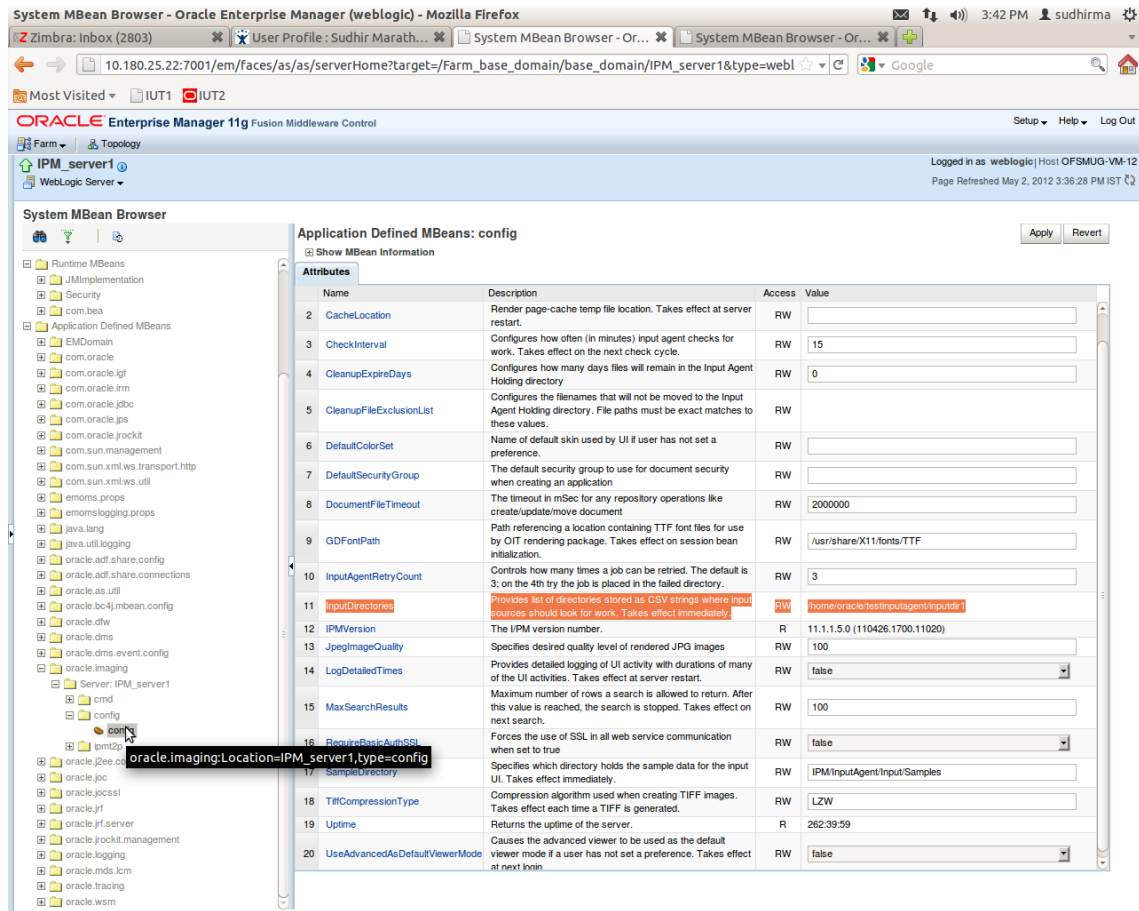 System MBean Browser - Oracle Enterprise Manager (weblogic) - Mozilla Firefox
3:42 PM sudhirma
Zimbra: Inbox (2803)
User Profile : Sudhir Marath...
System MBean Browser - Or...
System MBean Browser - Or...
10.180.25.22:7001/em/faces/as/as/serverHome?target=/Farm_base_domain/base_domain/IPM_server1&type=webl
Google
Most Visited
IUT1
IUT2
ORACLE Enterprise Manager 11g Fusion Middleware Control
Setup Help Log Out
Farm Topology
IPM_server1
Logged in as weblogic | Host OFSMUG-VM-12
WebLogic Server
Page Refreshed May 2, 2012 3:36:28 PM IST
System MBean Browser
Runtime MBeans
JMImplementation
Security
com.bea
Application Defined MBeans
EMDomain
com.oracle
com.oracle.igf
com.oracle.irm
com.oracle.jdbc
com.oracle.jps
com.oracle.jrockit
com.sun.management
com.sun.xml.ws.transport.http
com.sun.xml.ws.util
emoms.props
emomslogging.props
java.lang
java.util.logging
oracle.adf.share.config
oracle.adf.share.connections
oracle.as.util
oracle.bc4j.mbean.config
oracle.dfw
oracle.dms
oracle.dms.event.config
oracle.imaging
Server: IPM_server1
cmd
config
config
ipmt2p
oracle.imaging:Location=IPM_server1,type=config
oracle.j2ee.co
oracle.joc
oracle.jocssl
oracle.jrf
oracle.jrf.server
oracle.jrockit.management
oracle.logging
oracle.mds.lcm
oracle.tracing
oracle.wsm
Application Defined MBeans: config
Apply Revert
Show MBean Information
Attributes
Name Description Access Value
2 CacheLocation Render page-cache temp file location. Takes effect at server RW
restart.
3 CheckInterval Configures how often (in minutes) input agent checks for RW 15
work. Takes effect on the next check cycle.
4 CleanupExpireDays Configures how many days files will remain in the Input Agent RW 0
Holding directory
5 CleanupFileExclusionList Configures the filenames that will not be moved to the Input RW
Agent Holding directory. File paths must be exact matches to
these values.
6 DefaultColorSet Name of default skin used by UI if user has not set a RW
preference.
7 DefaultSecurityGroup The default security group to use for document security RW
when creating an application
8 DocumentFileTimeout The timeout in mSec for any repository operations like RW 2000000
create/update/move document
9 GDFontPath Path referencing a location containing TTF font files for use RW /usr/share/X11/fonts/TTF
by OIT rendering package. Takes effect on session bean
initialization.
10 InputAgentRetryCount Controls how many times a job can be retried. The default is RW 3
3; on the 4th try the job is placed in the failed directory.
11 InputDirectories Provides list of directories stored as CSV strings where input RW /home/oracle/testinputagent/inputdir1
sources should look for work. Takes effect immediately.
12 IPMVersion The I/PM version number. R 11.1.1.5.0 (110426.1700.11020)
13 JpegImageQuality Specifies desired quality level of rendered JPG images RW 100
14 LogDetailedTimes Provides detailed logging of UI activity with durations of many RW false
of the UI activities. Takes effect at server restart.
15 MaxSearchResults Maximum number of rows a search is allowed to return. After RW 100
this value is reached, the search is stopped. Takes effect on
next search.
16 RequireBasicAuthSSL Forces the use of SSL in all web service communication RW false
when set to true
17 SampleDirectory Specifies which directory holds the sample data for the input RW IPM/InputAgent/Input/Samples
UI. Takes effect immediately.
18 TiffCompressionType Compression algorithm used when creating TIFF images. RW LZW
Takes effect each time a TIFF is generated.
19 Uptime Returns the uptime of the server. R 262:39:59
20 UseAdvancedAsDefaultViewerMode Causes the advanced viewer to be used as the default RW false
viewer mode if a user has not set a preference. Takes effect
at next login.